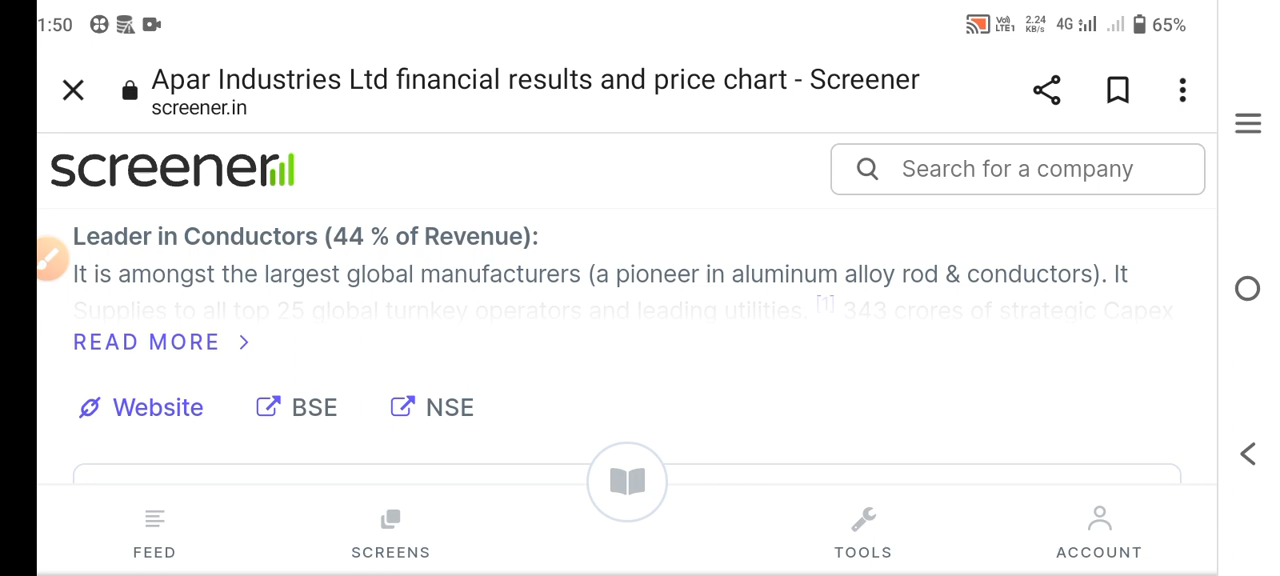 1:50
Vo) LTE1 2.24 KB/s 4G 65%
Apar Industries Ltd financial results and price chart - Screener
screener.in
screener
Search for a company
Leader in Conductors (44 % of Revenue):
It is amongst the largest global manufacturers (a pioneer in aluminum alloy rod & conductors). It
Supplies to all top 25 global turnkey operators and leading utilities. [1] 343 crores of strategic Capex
READ MORE
Website BSE NSE
FEED SCREENS TOOLS ACCOUNT